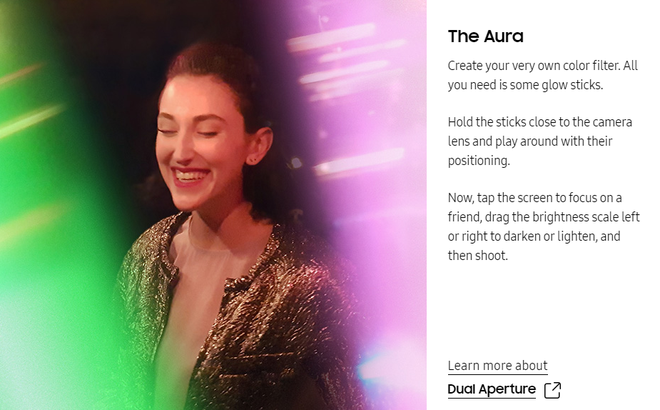 The Aura
Create your very own color filter. All
you need is some glow sticks.
Hold the sticks close to the camera
lens and play around with their
positioning.
Now, tap the screen to focus on a
friend, drag the brightness scale left
or right to darken or lighten, and
then shoot.
Learn more about
Dual Aperture